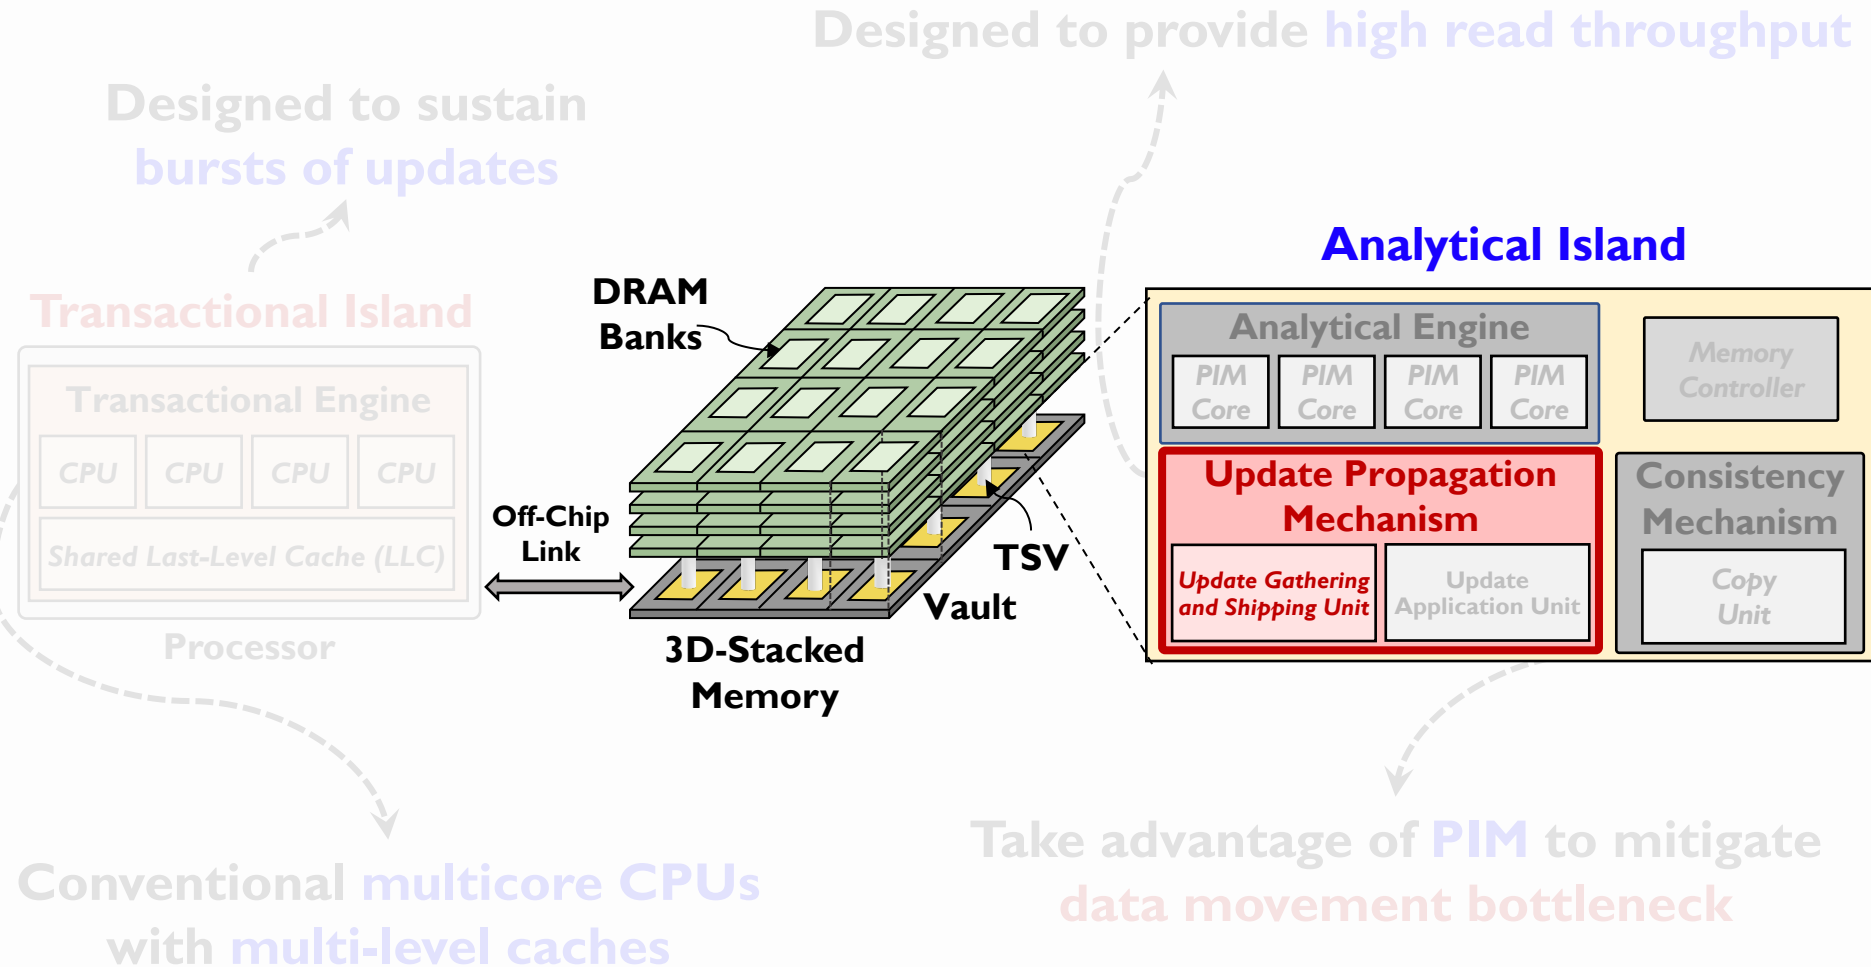 Designed to provide high read throughput
Designed to sustain
bursts of updates
Transactional Island
Transactional Engine
CPU CPU CPU CPU
Shared Last-Level Cache (LLC)
Processor
Off-Chip
Link
DRAM
Banks
TSV
Vault
3D-Stacked
Memory
Analytical Island
Analytical Engine
PIM Core
PIM Core
PIM Core
PIM Core
Memory
Controller
Update Propagation
Mechanism
Update Gathering
and Shipping Unit
Update
Application Unit
Consistency
Mechanism
Copy
Unit
Conventional multicore CPUs
with multi-level caches
Take advantage of PIM to mitigate
data movement bottleneck